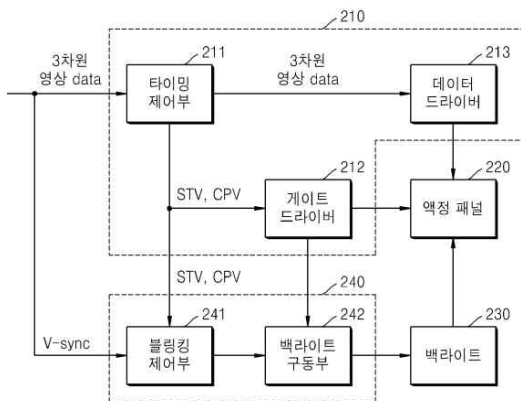 210
3차원
영상 data
211
타이밍
제어부
3차원
영상 data
213
데이터
드라이버
STV, CPV
212
게이트
드라이버
220
액정 패널
STV, CPV
240
V-sync
241
블링킹
제어부
242
백라이트
구동부
230
백라이트